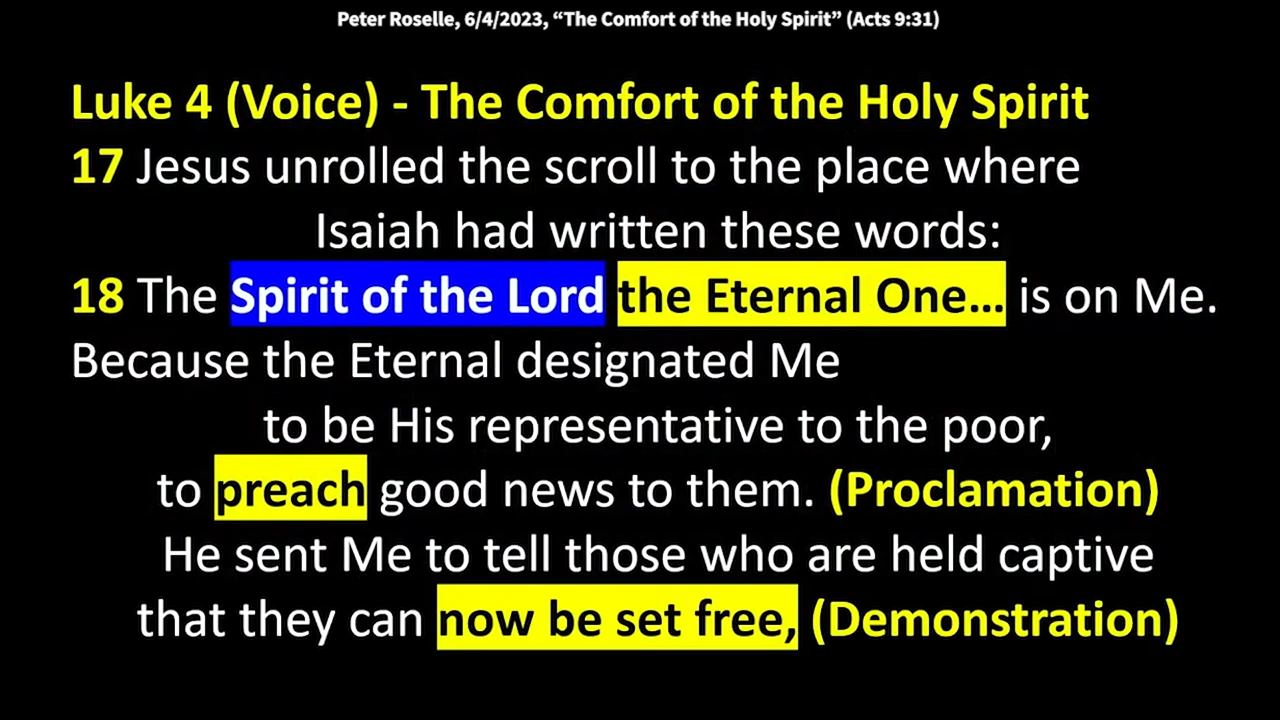 Peter Roselle, 6/4/2023, “The Comfort of the Holy Spirit” (Acts 9:31)
Luke 4 (Voice) - The Comfort of the Holy Spirit
17 Jesus unrolled the scroll to the place where
Isaiah had written these words:
18 The Spirit of the Lord the Eternal One... is on Me.
Because the Eternal designated Me
to be His representative to the poor,
to preach good news to them. (Proclamation)
He sent Me to tell those who are held captive
that they can now be set free, (Demonstration)